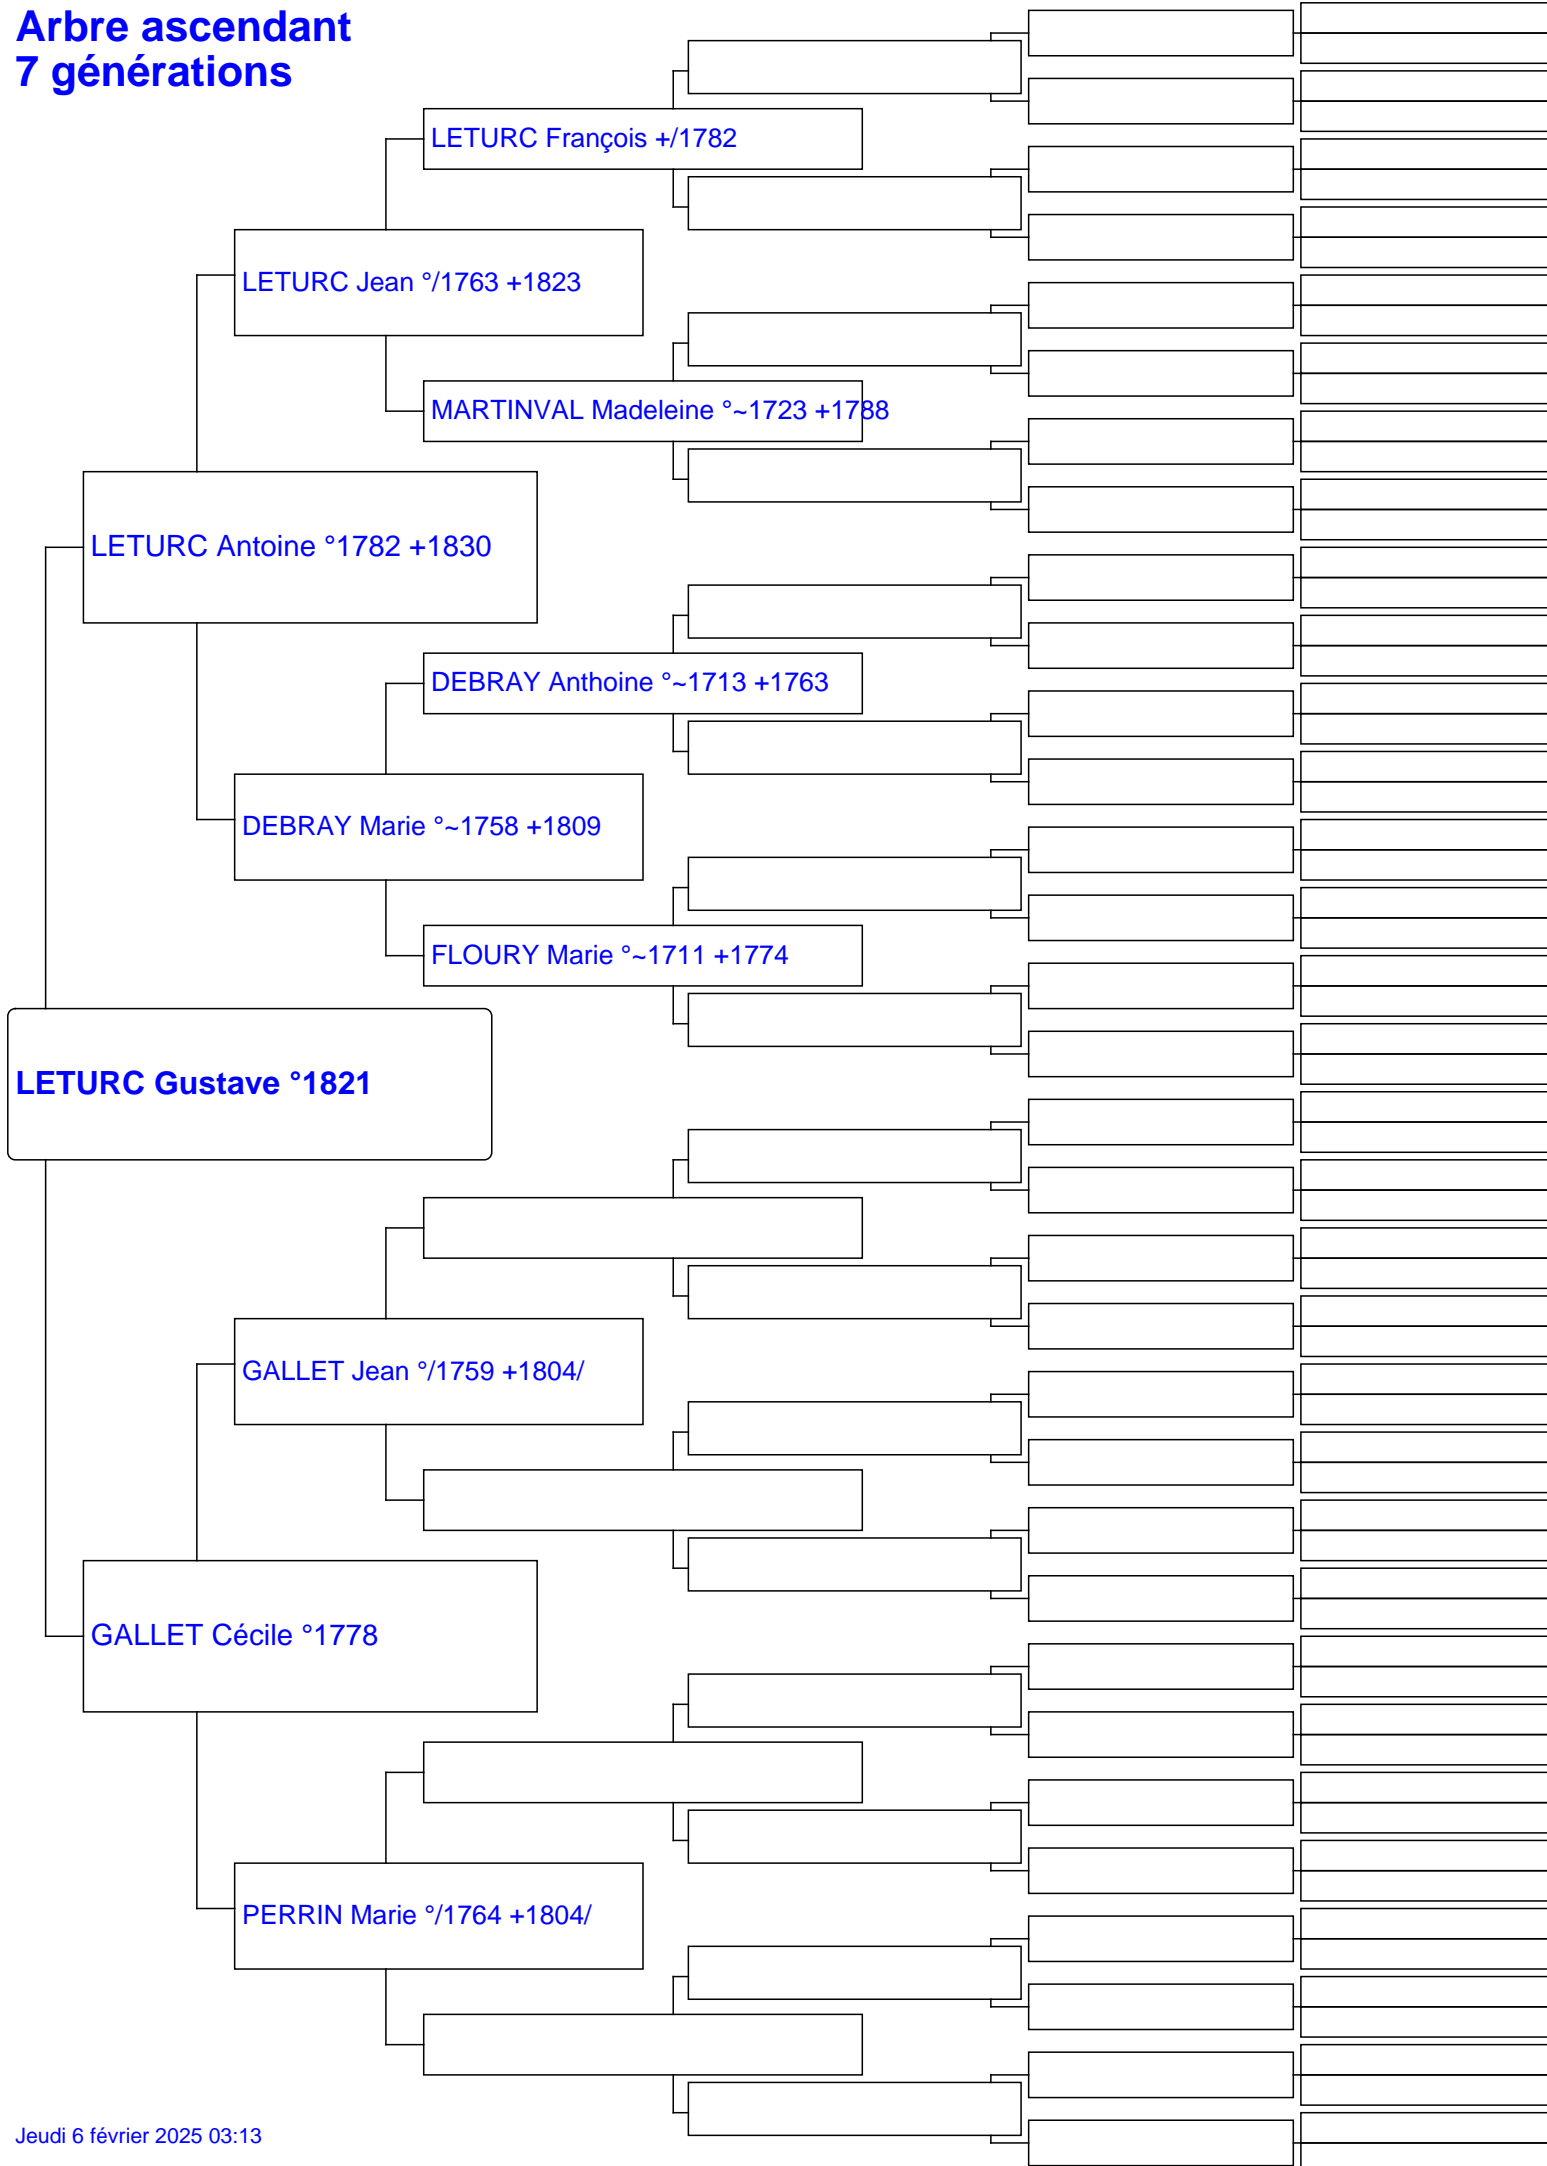 Arbre ascendant
7 générations
LETURC François +/1782
LETURC Jean °/1763 +1823
MARTINVAL Madeleine °~1723 +1788
LETURC Antoine °1782 +1830
DEBRAY Anthoine °~1713 +1763
DEBRAY Marie °~1758 +1809
FLOURY Marie °~1711 +1774
LETURC Gustave °1821
GALLET Jean °/1759 +1804/
GALLET Cécile °1778
PERRIN Marie °/1764 +1804/
Jeudi 6 février 2025 03:13